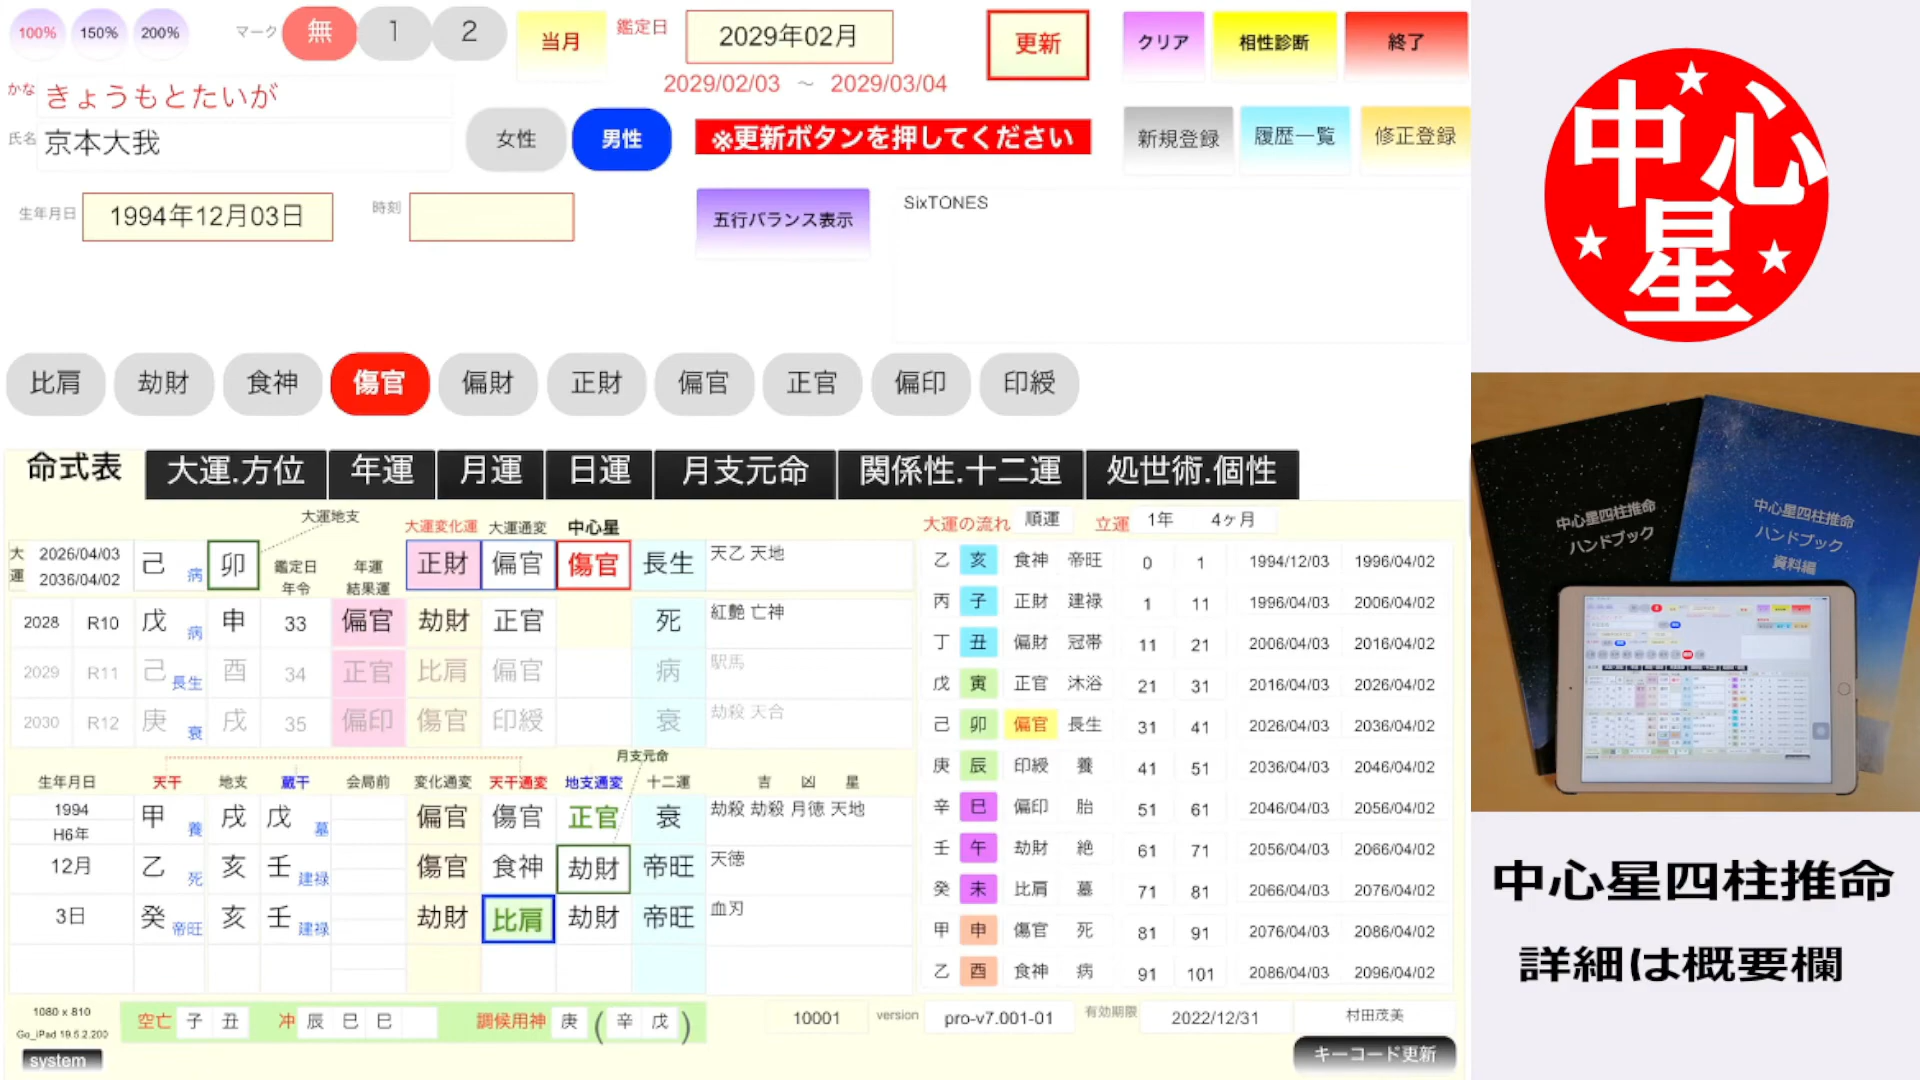 100% 150% 200% マーク 無 1 2 当月 鑑定日 2029年02月 更新 クリア 相性診断 終了
2029/02/03 ～ 2029/03/04
かな きょうもとたいが
氏名 京本大我 女性 男性 ※更新ボタンを押してください 新規登録 履歴一覧 修正登録
生年月日 1994年12月03日 時刻 五行バランス表示 SixTONES
比肩 劫財 食神 傷官 偏財 正財 偏官 正官 偏印 印綬
命式表 大運.方位 年運 月運 日運 月支元命 関係性.十二運 処世術.個性
大運地支 大運変化運 大運通変 中心星
大運 2026/04/03 2036/04/02 己 病 卯 鑑定日年令 年運結果運 正財 偏官 傷官 長生 天乙 天地
2028 R10 戊 病 申 33 偏官 劫財 正官 死 紅艶 亡神
2029 R11 己 長生 酉 34 正官 比肩 偏官 病 駅馬
2030 R12 庚 衰 戌 35 偏印 傷官 印綬 衰 劫殺 天合
月支元命
生年月日 天干 地支 蔵干 会局前 変化通変 天干通変 地支通変 十二運 吉 凶 星
1994 H6年 甲 養 戌 戊 墓 偏官 傷官 正官 衰 劫殺 劫殺 月徳 天地
12月 乙 死 亥 壬 建禄 傷官 食神 劫財 帝旺 天徳
3日 癸 帝旺 亥 壬 建禄 劫財 比肩 劫財 帝旺 血刃
1080 x 810
Go_iPad 19.5.2.200
system
空亡 子 丑 冲 辰 巳 巳 調候用神 庚 ( 辛 戊 )
大運の流れ 順運 立運 1年 4ヶ月
乙 亥 食神 帝旺 0 1 1994/12/03 1996/04/02
丙 子 正財 建禄 1 11 1996/04/03 2006/04/02
丁 丑 偏財 冠帯 11 21 2006/04/03 2016/04/02
戊 寅 正官 沐浴 21 31 2016/04/03 2026/04/02
己 卯 偏官 長生 31 41 2026/04/03 2036/04/02
庚 辰 印綬 養 41 51 2036/04/03 2046/04/02
辛 巳 偏印 胎 51 61 2046/04/03 2056/04/02
壬 午 劫財 絶 61 71 2056/04/03 2066/04/02
癸 未 比肩 墓 71 81 2066/04/03 2076/04/02
甲 申 傷官 死 81 91 2076/04/03 2086/04/02
乙 酉 食神 病 91 101 2086/04/03 2096/04/02
10001 version pro-v7.001-01 有効期限 2022/12/31 村田茂美
キーコード更新
中心
星
中心星四柱推命
ハンドブック
中心星四柱推命
ハンドブック
資料編
中心星四柱推命
詳細は概要欄